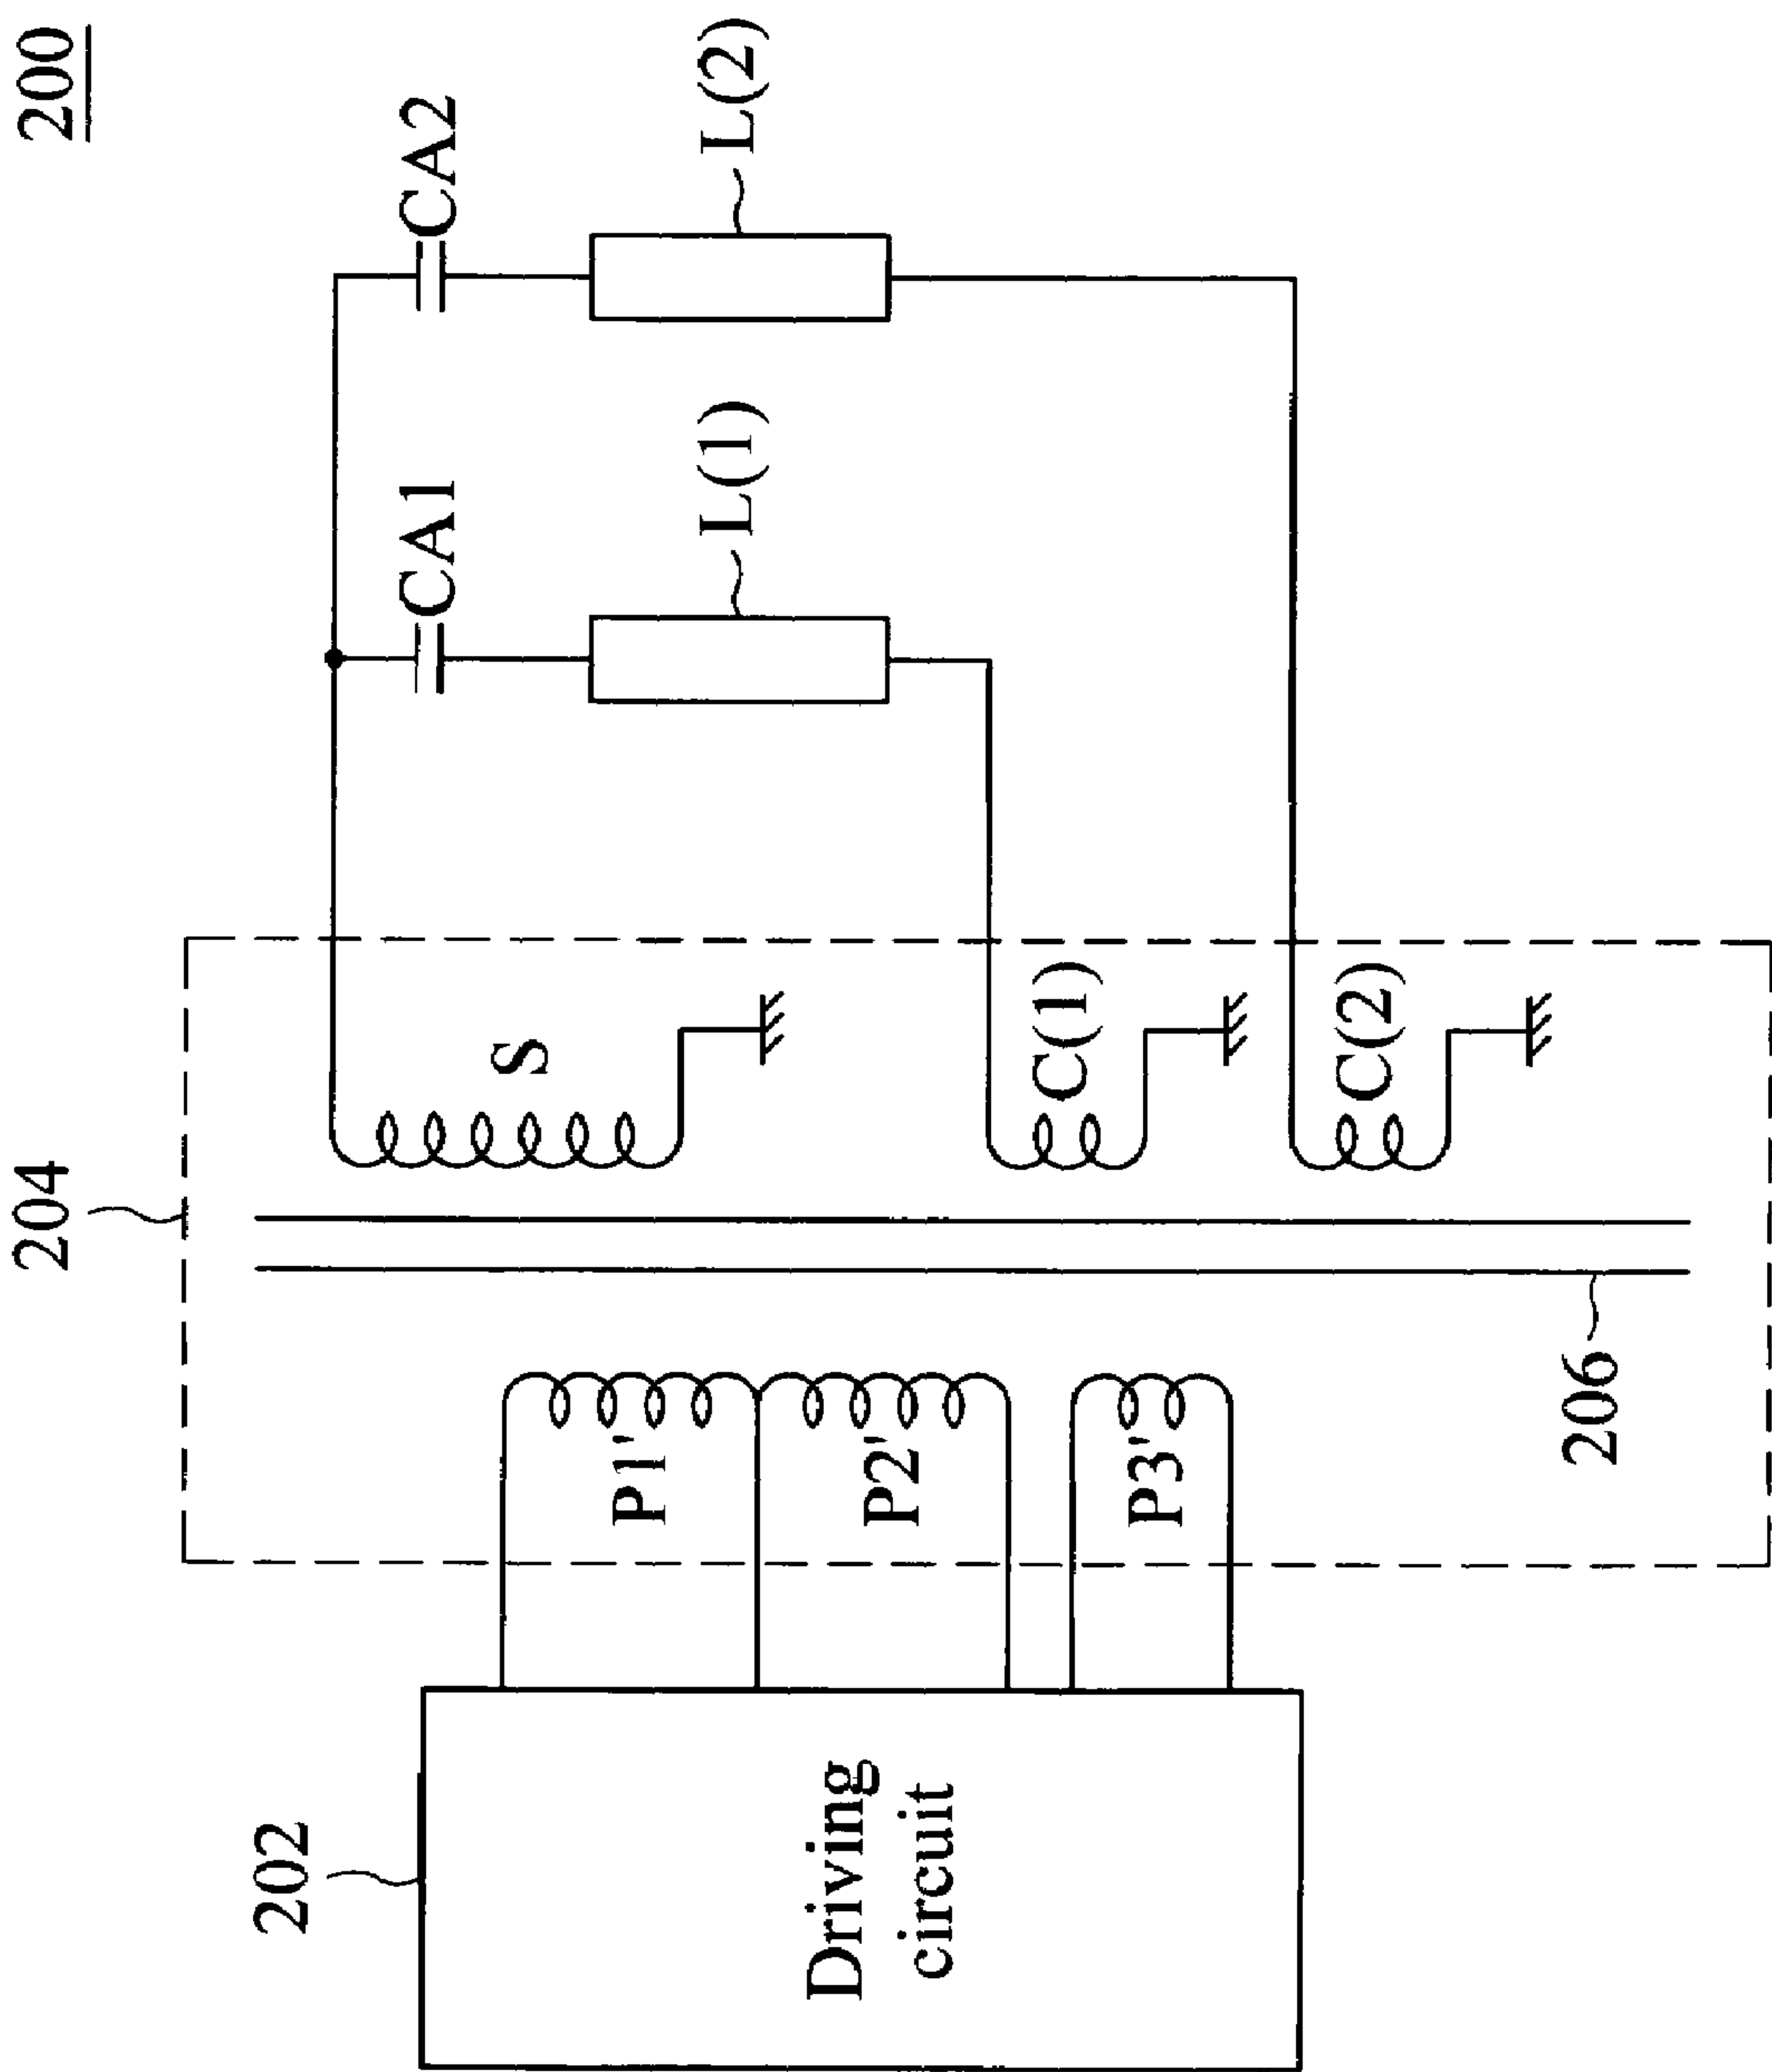 200
204
202
Driving
circuit
P1'
P2'
P3'
206
S
C(1)
C(2)
CA1
CA2
L(1)
L(2)